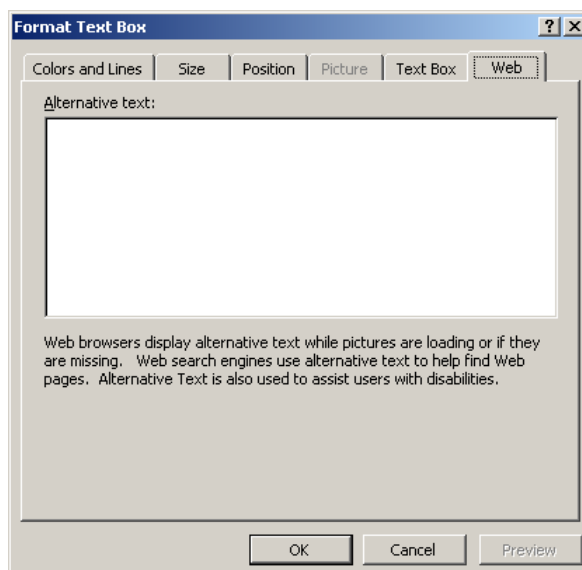 Format Text Box
Colors and Lines Size Position Picture Text Box Web
Alternative text:
Web browsers display alternative text while pictures are loading or if they
are missing. Web search engines use alternative text to help find Web
pages. Alternative Text is also used to assist users with disabilities.
OK Cancel Preview